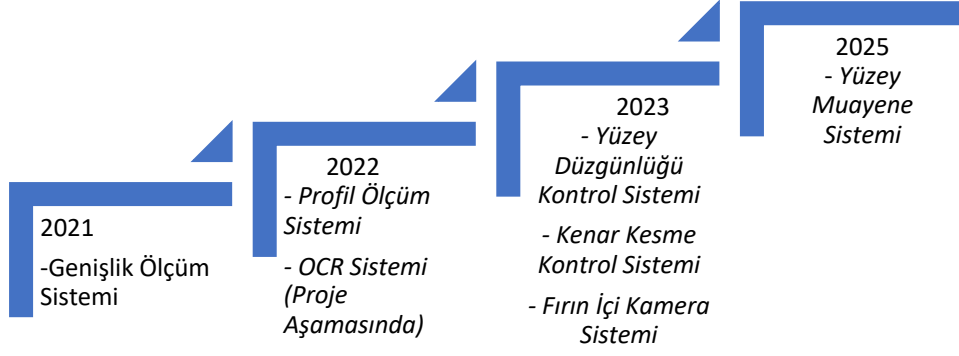 2021
-Genişlik Ölçüm
Sistemi
2022
- Profil Ölçüm
Sistemi
- OCR Sistemi
(Proje
Aşamasında)
2023
- Yüzey
Düzgünlüğü
Kontrol Sistemi
- Kenar Kesme
Kontrol Sistemi
- Fırın İçi Kamera
Sistemi
2025
- Yüzey
Muayene
Sistemi